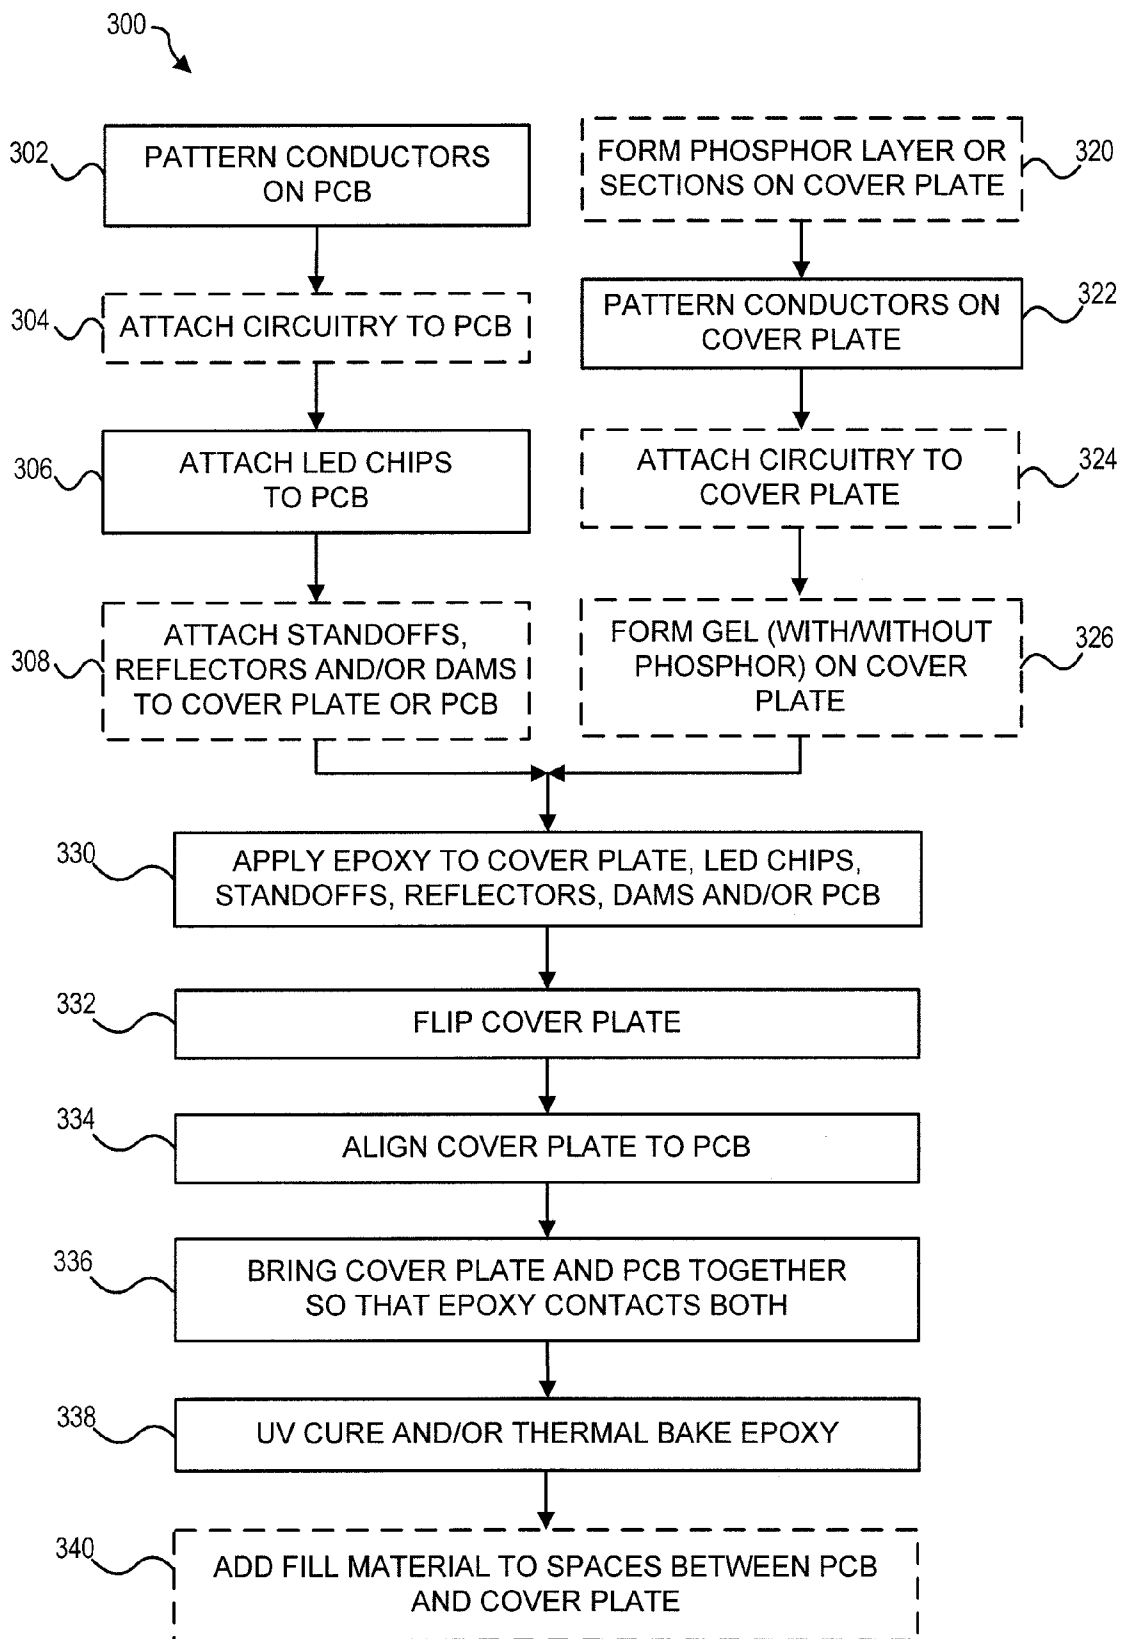 300
302
PATTERN CONDUCTORS
ON PCB
304
ATTACH CIRCUITRY TO PCB
306
ATTACH LED CHIPS
TO PCB
308
ATTACH STANDOFFS,
REFLECTORS AND/OR DAMS
TO COVER PLATE OR PCB
FORM PHOSPHOR LAYER OR
SECTIONS ON COVER PLATE
320
PATTERN CONDUCTORS ON
COVER PLATE
322
ATTACH CIRCUITRY TO
COVER PLATE
324
FORM GEL (WITH/WITHOUT
PHOSPHOR) ON COVER
PLATE
326
330
APPLY EPOXY TO COVER PLATE, LED CHIPS,
STANDOFFS, REFLECTORS, DAMS AND/OR PCB
332
FLIP COVER PLATE
334
ALIGN COVER PLATE TO PCB
336
BRING COVER PLATE AND PCB TOGETHER
SO THAT EPOXY CONTACTS BOTH
338
UV CURE AND/OR THERMAL BAKE EPOXY
340
ADD FILL MATERIAL TO SPACES BETWEEN PCB
AND COVER PLATE